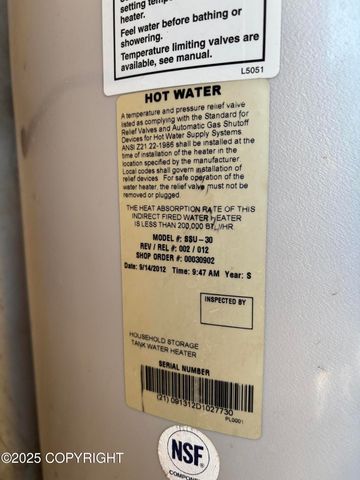 setting temp
heater.
Feel water before bathing or
showering.
Temperature limiting valves are
available, see manual.
L5051
HOT WATER
A temperature and pressure relief valve
listed as complying with the Standard for
Relief Valves and Automatic Gas Shutoff
Devices for Hot Water Supply Systems.
ANSI Z21.22-1986 shall be installed at the
time of installation of the heater in the
location specified by the manufacturer.
Local codes shall govern installation of
relief devices. For safe operation of the
water heater, the relief valve must not be
removed or plugged.
THE HEAT ABSORPTION RATE OF THIS
INDIRECT FIRED WATER HEATER
IS LESS THAN 200,000 BTU/HR.
MODEL #: SSU-30
REV / REL #: 002 / 012
SHOP ORDER #: 00030902
Date: 9/14/2012 Time: 9:47 AM Year: S
INSPECTED BY
HOUSEHOLD STORAGE
TANK WATER HEATER
SERIAL NUMBER
(21) 091312D1027730
PL0001
NSF
©2025 COPYRIGHT